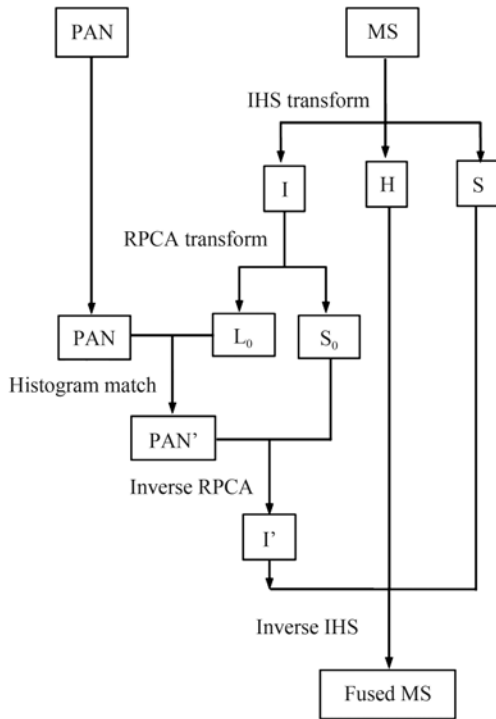 PAN
MS
IHS transform
I
H
S
RPCA transform
PAN
L₀
S₀
Histogram match
PAN’
Inverse RPCA
I’
Inverse IHS
Fused MS